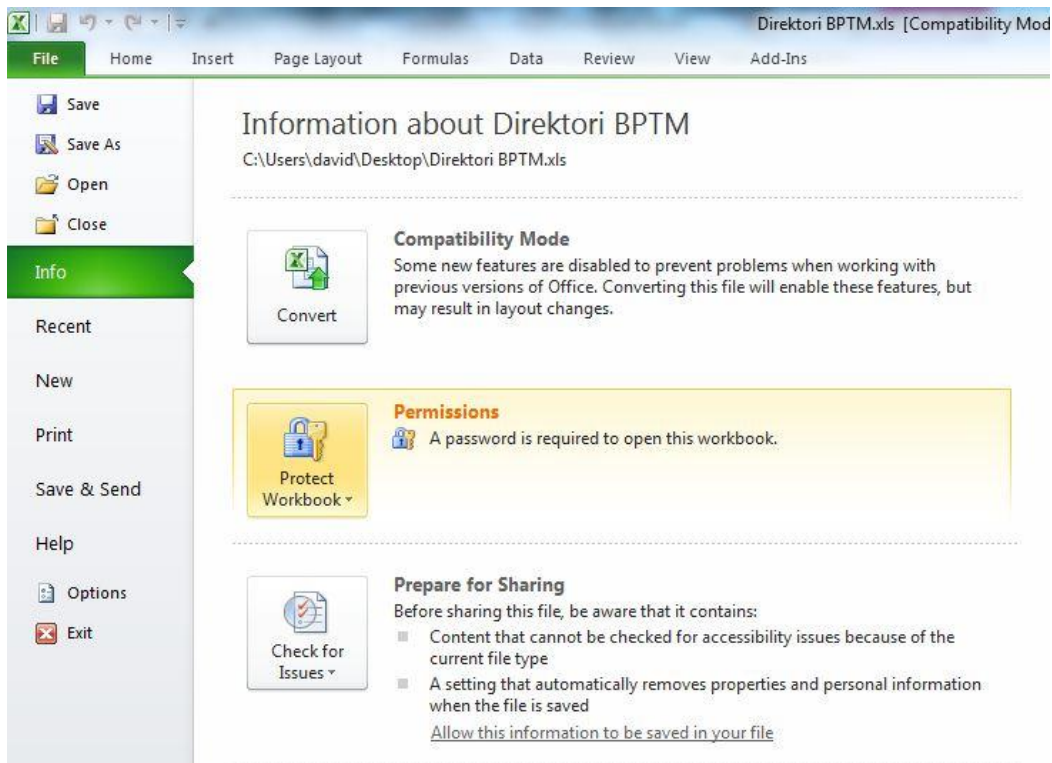 Direktori BPTM.xls [Compatibility Mod
File Home Insert Page Layout Formulas Data Review View Add-Ins
Save
Save As
Open
Close
Info
Recent
New
Print
Save & Send
Help
Options
Exit
Information about Direktori BPTM
C:\Users\david\Desktop\Direktori BPTM.xls
Convert
Compatibility Mode
Some new features are disabled to prevent problems when working with
previous versions of Office. Converting this file will enable these features, but
may result in layout changes.
Protect
Workbook
Permissions
A password is required to open this workbook.
Check for
Issues
Prepare for Sharing
Before sharing this file, be aware that it contains:
Content that cannot be checked for accessibility issues because of the
current file type
A setting that automatically removes properties and personal information
when the file is saved
Allow this information to be saved in your file